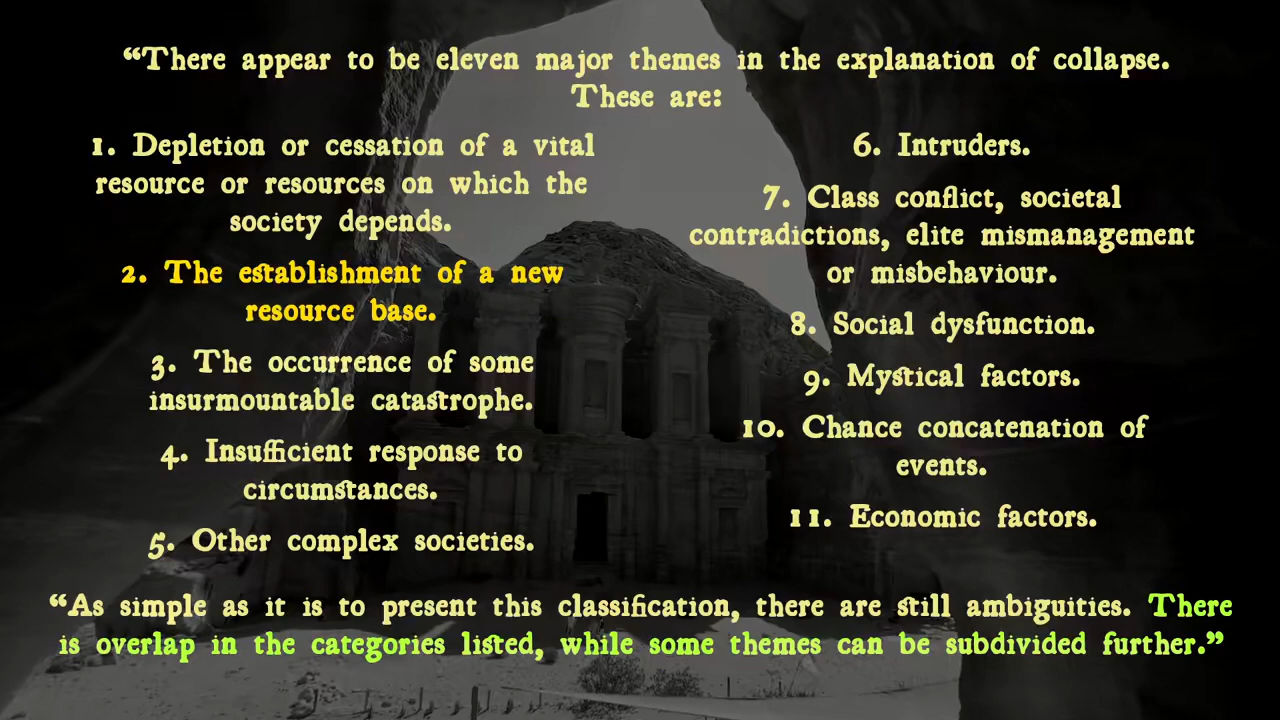 “There appear to be eleven major themes in the explanation of collapse.
These are:
1. Depletion or cessation of a vital
resource or resources on which the
society depends.
2. The establishment of a new
resource base.
3. The occurrence of some
insurmountable catastrophe.
4. Insufficient response to
circumstances.
5. Other complex societies.
6. Intruders.
7. Class conflict, societal
contradictions, elite mismanagement
or misbehaviour.
8. Social dysfunction.
9. Mystical factors.
10. Chance concatenation of
events.
11. Economic factors.
“As simple as it is to present this classification, there are still ambiguities. There
is overlap in the categories listed, while some themes can be subdivided further.”